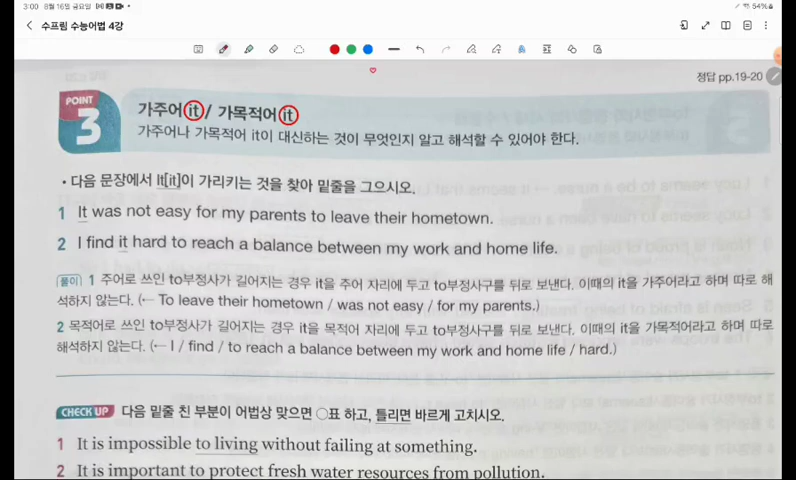 3:00 8월 16일 금요일
54%
수프림 수능어법 4강
정답 pp.19-20
POINT
3
가주어 it / 가목적어 it
가주어나 가목적어 it이 대신하는 것이 무엇인지 알고 해석할 수 있어야 한다.
• 다음 문장에서 It[it]이 가리키는 것을 찾아 밑줄을 그으시오.
1 It was not easy for my parents to leave their hometown.
2 I find it hard to reach a balance between my work and home life.
풀이 1 주어로 쓰인 to부정사가 길어지는 경우 it을 주어 자리에 두고 to부정사구를 뒤로 보낸다. 이때의 it을 가주어라고 하며 따로 해
석하지 않는다. (← To leave their hometown / was not easy / for my parents.)
2 목적어로 쓰인 to부정사가 길어지는 경우 it을 목적어 자리에 두고 to부정사구를 뒤로 보낸다. 이때의 it을 가목적어라고 하며 따로
해석하지 않는다. (← I / find / to reach a balance between my work and home life / hard.)
CHECK UP 다음 밑줄 친 부분이 어법상 맞으면 ○표 하고, 틀리면 바르게 고치시오.
1 It is impossible to living without failing at something.
2 It is important to protect fresh water resources from pollution.